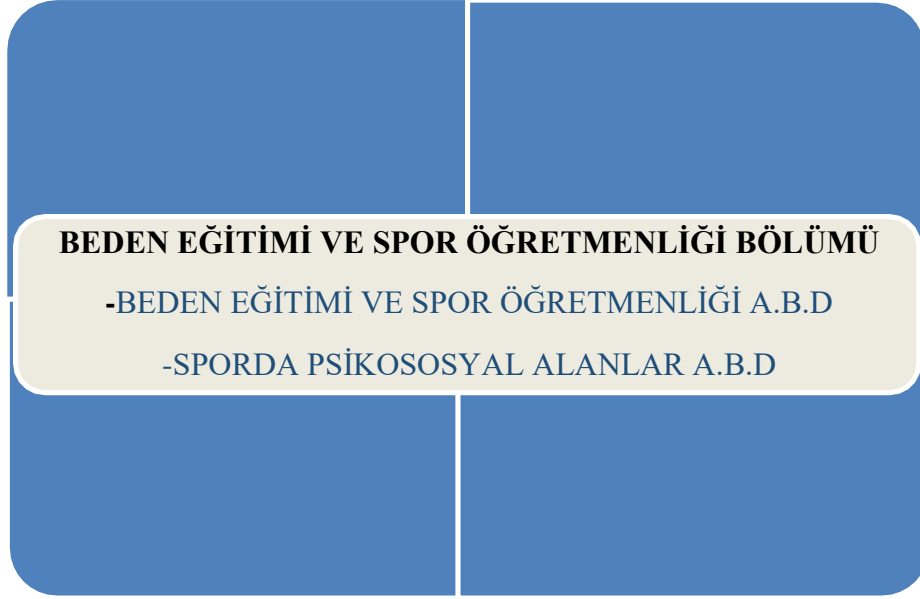 BEDEN EĞİTİMİ VE SPOR ÖĞRETMENLİĞİ BÖLÜMÜ
-BEDEN EĞİTİMİ VE SPOR ÖĞRETMENLİĞİ A.B.D
-SPORDA PSİKOSOSYAL ALANLAR A.B.D